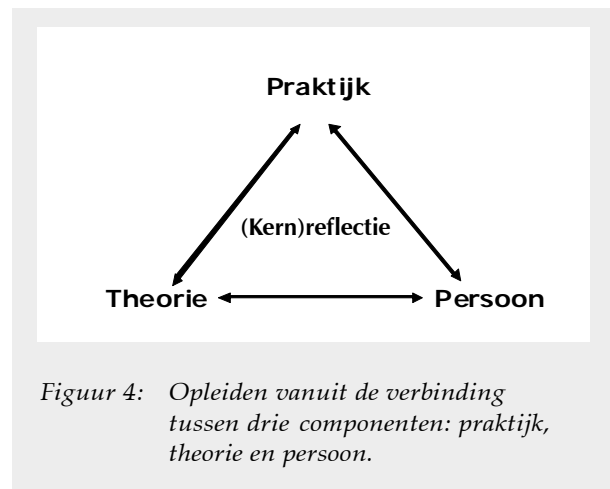 Praktijk
(Kern)reflectie
Theorie Persoon
Figuur 4: Opleiden vanuit de verbinding
tussen drie componenten: praktijk,
theorie en persoon.